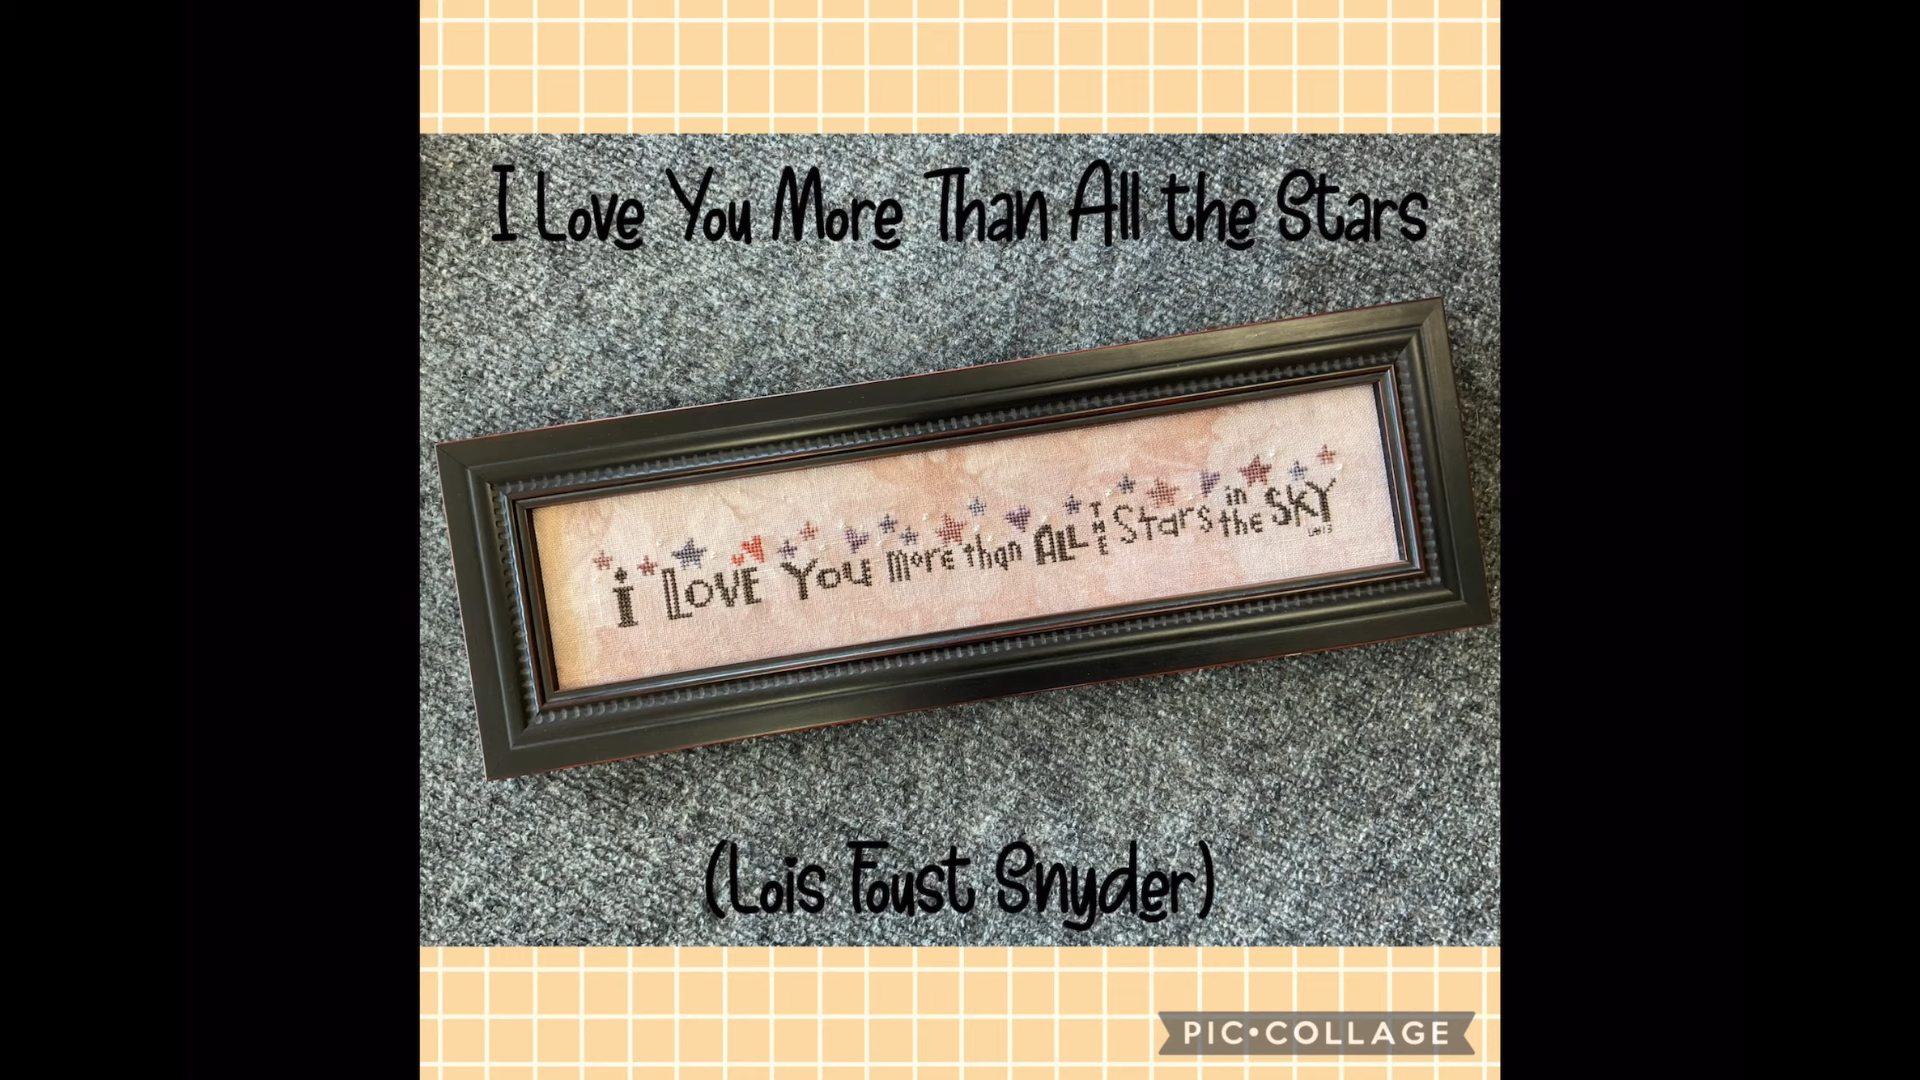 I Love You More Than All the Stars
i LOVE YOU More than ALL THE Stars in the SKY
Lois
(Lois Foust Snyder)
PIC•COLLAGE